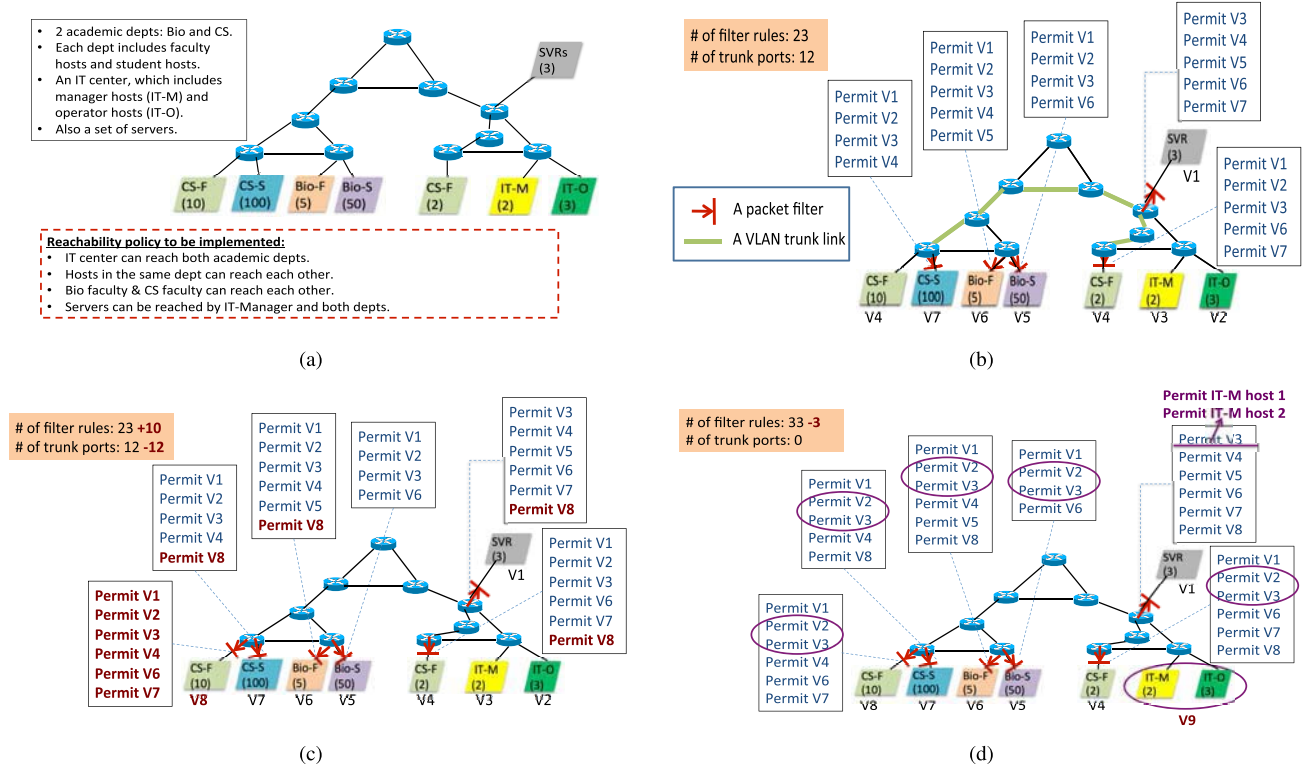 • 2 academic depts: Bio and CS.
• Each dept includes faculty
hosts and student hosts.
• An IT center, which includes
manager hosts (IT-M) and
operator hosts (IT-O).
• Also a set of servers.
SVRs
(3)
CS-F
(10)
CS-S
(100)
Bio-F
(5)
Bio-S
(50)
CS-F
(2)
IT-M
(2)
IT-O
(3)
Reachability policy to be implemented:
• IT center can reach both academic depts.
• Hosts in the same dept can reach each other.
• Bio faculty & CS faculty can reach each other.
• Servers can be reached by IT-Manager and both depts.
(a)
# of filter rules: 23
# of trunk ports: 12
Permit V1
Permit V2
Permit V3
Permit V4
Permit V1
Permit V2
Permit V3
Permit V4
Permit V5
Permit V1
Permit V2
Permit V3
Permit V6
Permit V3
Permit V4
Permit V5
Permit V6
Permit V7
SVR
(3)
V1
Permit V1
Permit V2
Permit V3
Permit V6
Permit V7
A packet filter
A VLAN trunk link
CS-F
(10)
V4
CS-S
(100)
V7
Bio-F
(5)
V6
Bio-S
(50)
V5
CS-F
(2)
V4
IT-M
(2)
V3
IT-O
(3)
V2
(b)
# of filter rules: 23 +10
# of trunk ports: 12 -12
Permit V1
Permit V2
Permit V3
Permit V4
Permit V6
Permit V7
Permit V1
Permit V2
Permit V3
Permit V4
Permit V8
Permit V1
Permit V2
Permit V3
Permit V4
Permit V5
Permit V8
Permit V1
Permit V2
Permit V3
Permit V6
Permit V3
Permit V4
Permit V5
Permit V6
Permit V7
Permit V8
SVR
(3)
V1
Permit V1
Permit V2
Permit V3
Permit V6
Permit V7
Permit V8
CS-F
(10)
V8
CS-S
(100)
V7
Bio-F
(5)
V6
Bio-S
(50)
V5
CS-F
(2)
V4
IT-M
(2)
V3
IT-O
(3)
V2
(c)
# of filter rules: 33 -3
# of trunk ports: 0
Permit V1
Permit V2
Permit V3
Permit V4
Permit V6
Permit V7
Permit V1
Permit V2
Permit V3
Permit V4
Permit V8
Permit V1
Permit V2
Permit V3
Permit V4
Permit V5
Permit V8
Permit V1
Permit V2
Permit V3
Permit V6
Permit IT-M host 1
Permit IT-M host 2
Permit V3
Permit V4
Permit V5
Permit V6
Permit V7
Permit V8
SVR
(3)
V1
Permit V1
Permit V2
Permit V3
Permit V6
Permit V7
Permit V8
CS-F
(10)
V8
CS-S
(100)
V7
Bio-F
(5)
V6
Bio-S
(50)
V5
CS-F
(2)
V4
IT-M
(2)
IT-O
(3)
V9
(d)